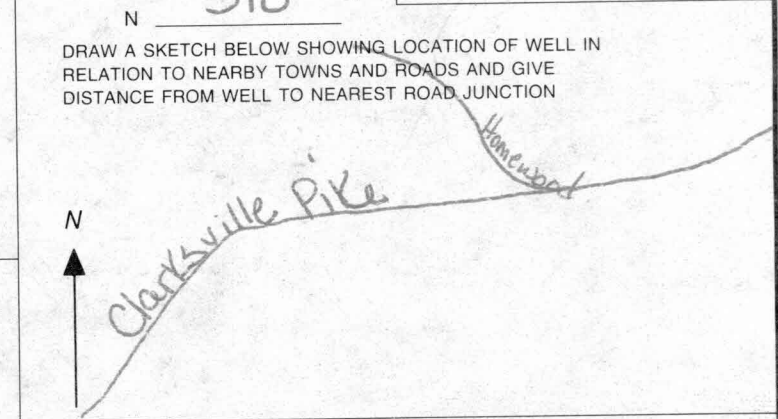 N
DRAW A SKETCH BELOW SHOWING LOCATION OF WELL IN
RELATION TO NEARBY TOWNS AND ROADS AND GIVE
DISTANCE FROM WELL TO NEAREST ROAD JUNCTION
Homewood
Clarksville Pike
N